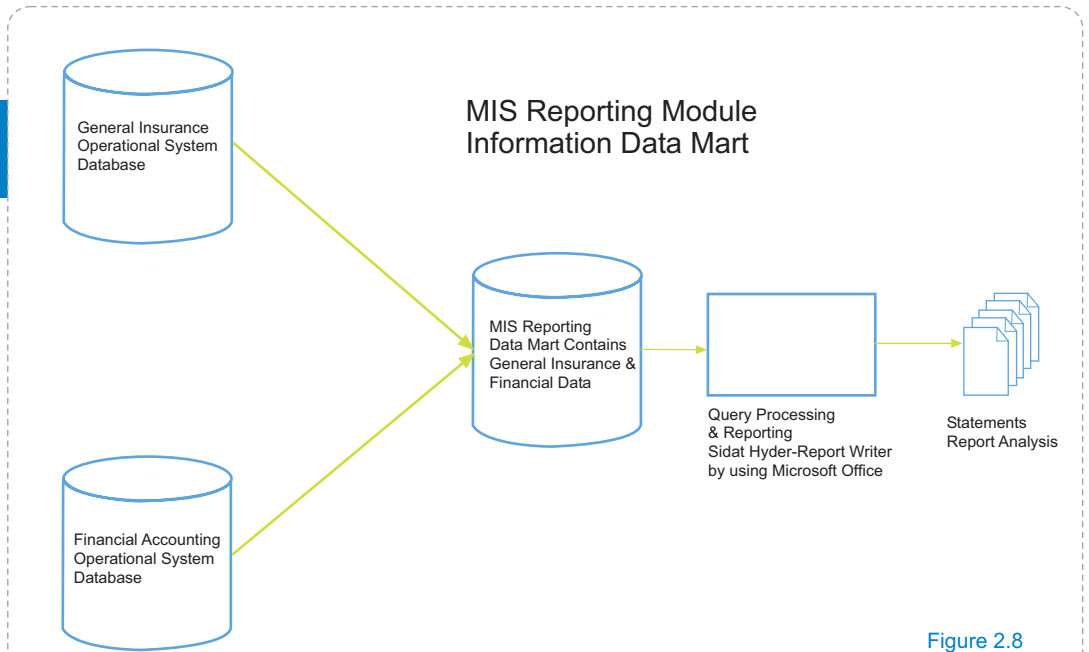 MIS Reporting Module
Information Data Mart
General Insurance
Operational System
Database
MIS Reporting
Data Mart Contains
General Insurance &
Financial Data
Query Processing
& Reporting
Sidat Hyder-Report Writer
by using Microsoft Office
Statements
Report Analysis
Financial Accounting
Operational System
Database
Figure 2.8